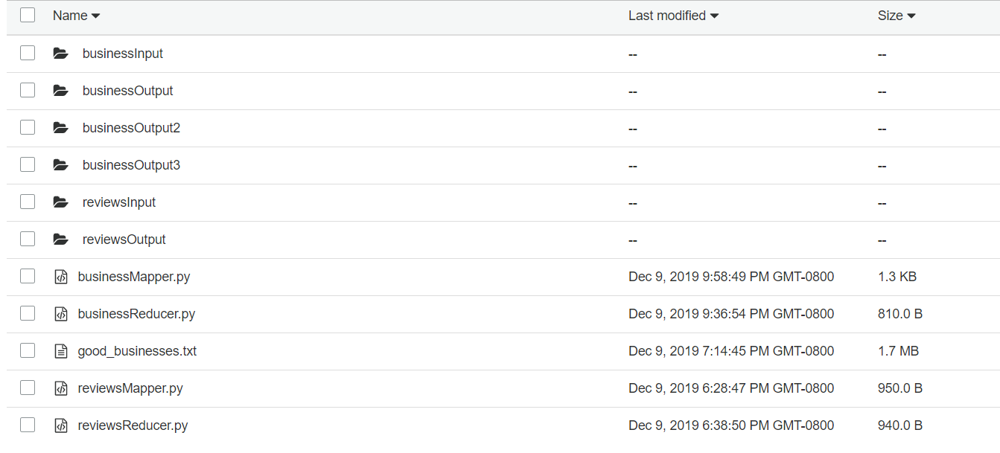 Name Last modified Size
businessInput -- --
businessOutput -- --
businessOutput2 -- --
businessOutput3 -- --
reviewsInput -- --
reviewsOutput -- --
businessMapper.py Dec 9, 2019 9:58:49 PM GMT-0800 1.3 KB
businessReducer.py Dec 9, 2019 9:36:54 PM GMT-0800 810.0 B
good_businesses.txt Dec 9, 2019 7:14:45 PM GMT-0800 1.7 MB
reviewsMapper.py Dec 9, 2019 6:28:47 PM GMT-0800 950.0 B
reviewsReducer.py Dec 9, 2019 6:38:50 PM GMT-0800 940.0 B